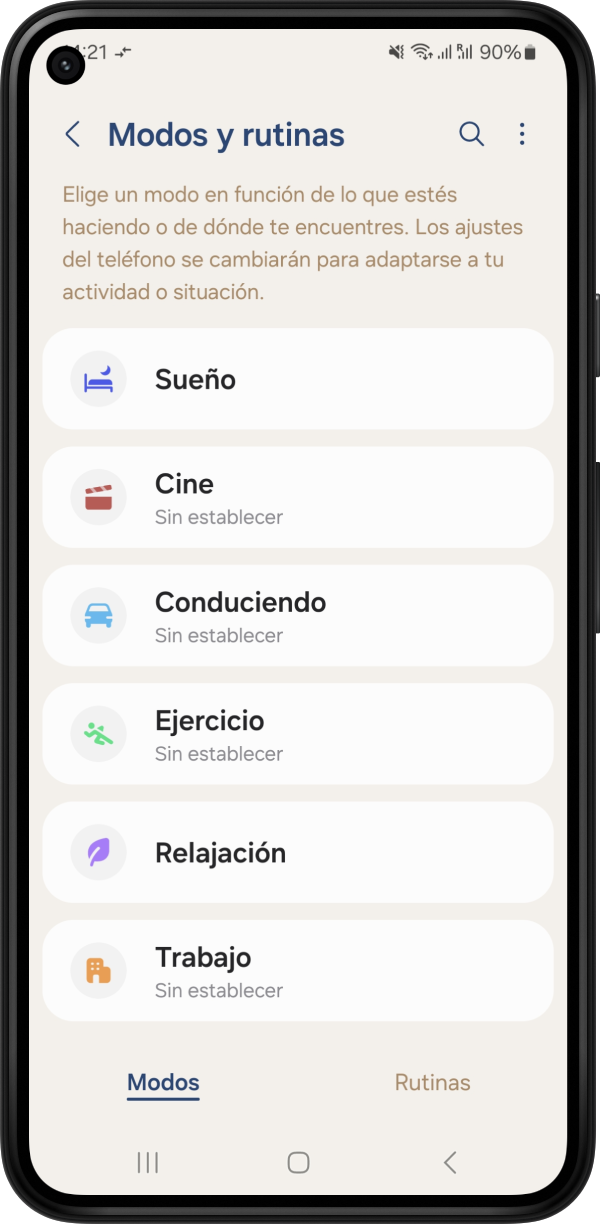 :21
90%
Modos y rutinas
Elige un modo en función de lo que estés
haciendo o de dónde te encuentres. Los ajustes
del teléfono se cambiarán para adaptarse a tu
actividad o situación.
Sueño
Cine
Sin establecer
Conduciendo
Sin establecer
Ejercicio
Sin establecer
Relajación
Trabajo
Sin establecer
Modos
Rutinas